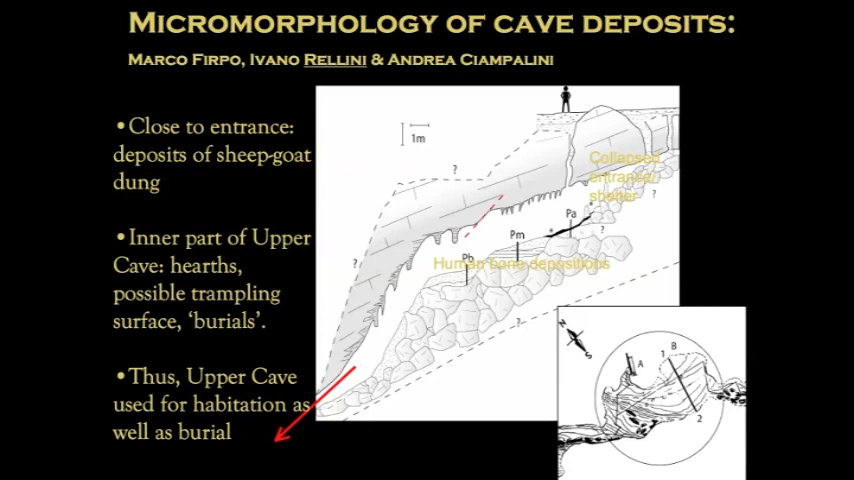 Micromorphology of cave deposits:
Marco Firpo, Ivano Rellini & Andrea Ciampalini
•Close to entrance:
deposits of sheep-goat
dung
•Inner part of Upper
Cave: hearths,
possible trampling
surface, ‘burials’.
•Thus, Upper Cave
used for habitation as
well as burial
1m
?
Collapsed
entrance/
shelter
?
Pa
?
Pm
?
Pb
Human bone depositions
?
N
S
A
B
1
2